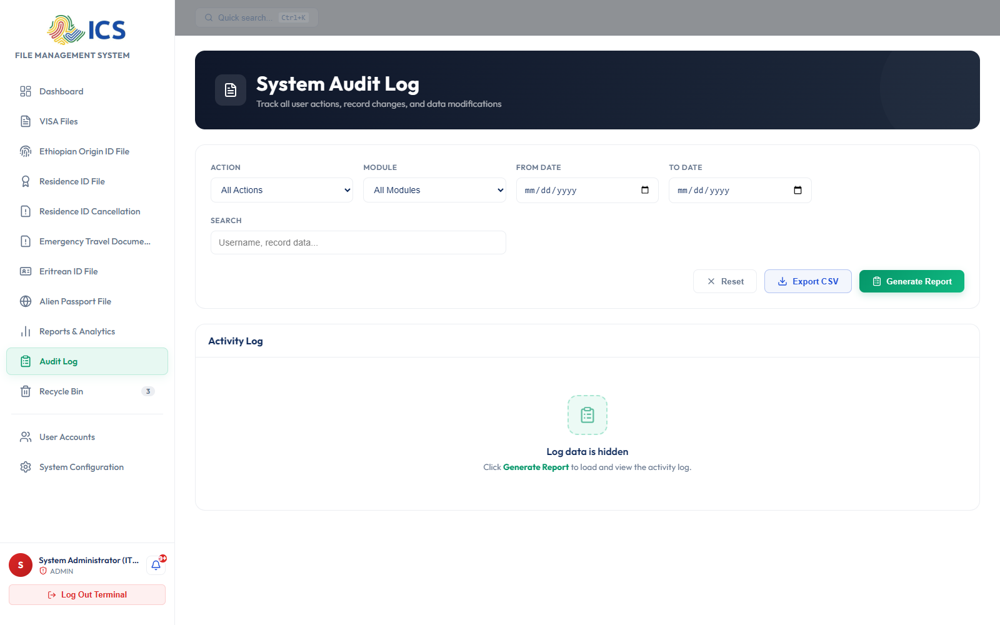 ICS
FILE MANAGEMENT SYSTEM
Dashboard
VISA Files
Ethiopian Origin ID File
Residence ID File
Residence ID Cancellation
Emergency Travel Docume...
Eritrean ID File
Alien Passport File
Reports & Analytics
Audit Log
Recycle Bin 3
User Accounts
System Configuration
S
System Administrator (IT...
ADMIN
9+
Log Out Terminal
Quick search... Ctrl+K
System Audit Log
Track all user actions, record changes, and data modifications
ACTION MODULE FROM DATE TO DATE
All Actions All Modules mm/dd/yyyy mm/dd/yyyy
SEARCH
Username, record data...
Reset Export CSV Generate Report
Activity Log
Log data is hidden
Click Generate Report to load and view the activity log.